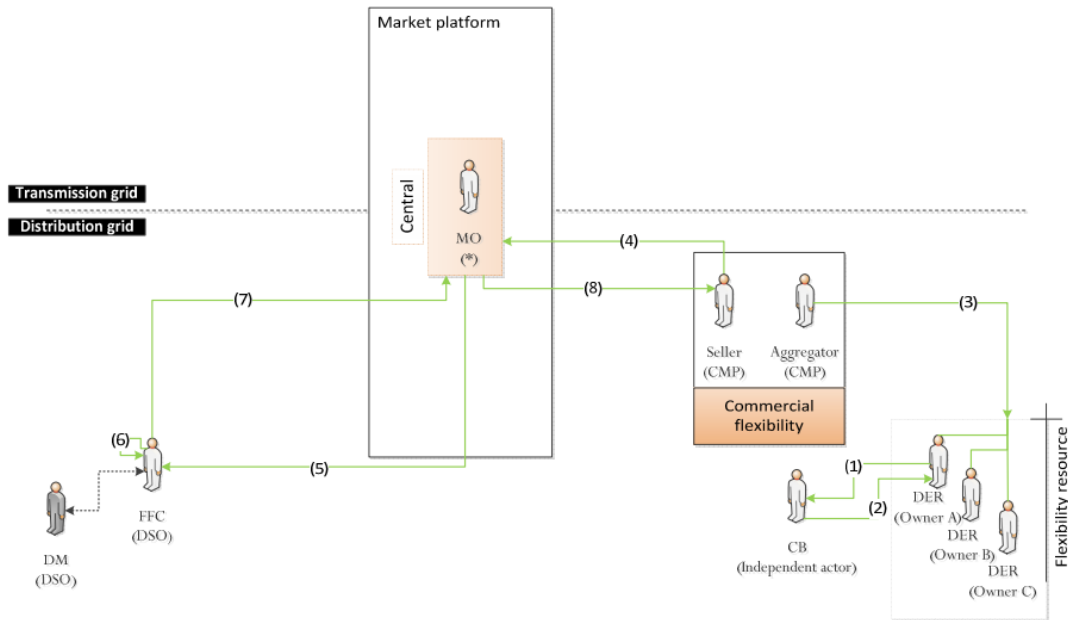 Market platform
Transmission grid
Distribution grid
Central
MO
(*)
(4)
(7)
(8)
(3)
Seller
(CMP)
Aggregator
(CMP)
Commercial
flexibility
(6)
(5)
(1)
(2)
FFC
(DSO)
DM
(DSO)
CB
(Independent actor)
DER
(Owner A)
DER
(Owner B)
DER
(Owner C)
Flexibility resource